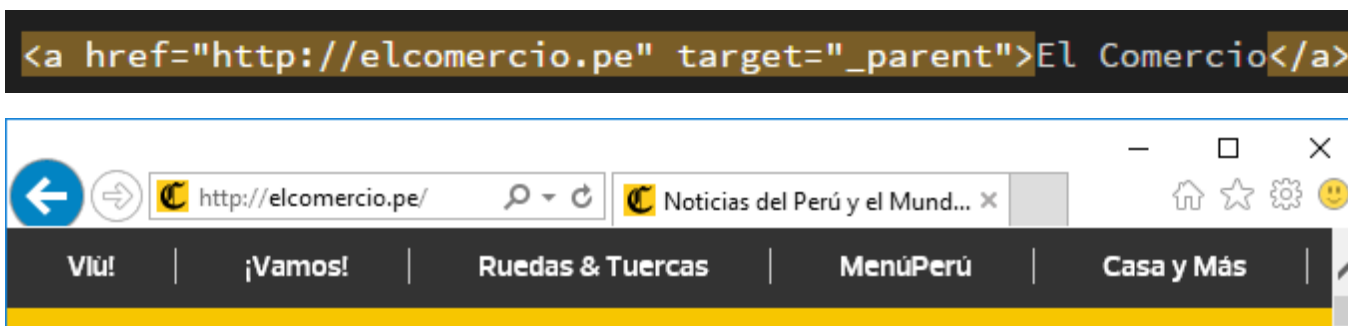 <a href="http://elcomercio.pe" target="_parent">El Comercio</a>
http://elcomercio.pe/
Noticias del Perú y el Mund...
Vlù!
¡Vamos!
Ruedas & Tuercas
MenúPerú
Casa y Más